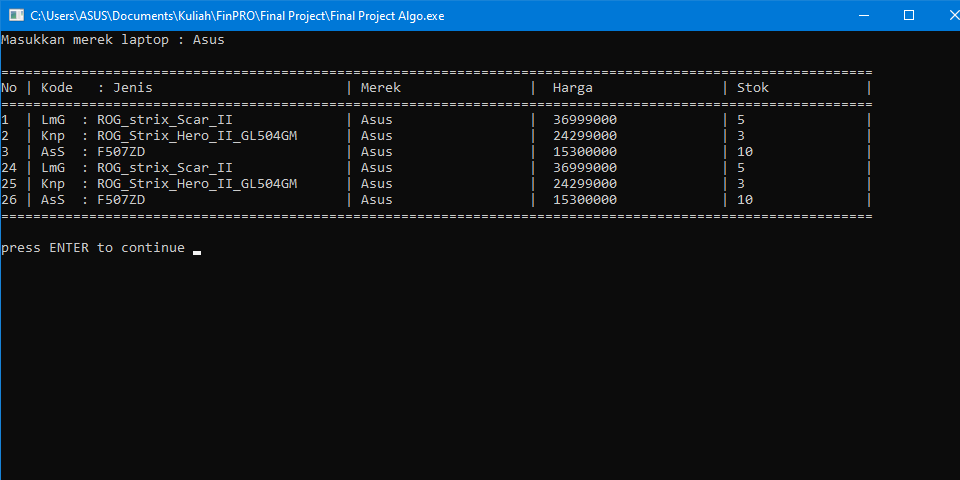 C:\Users\ASUS\Documents\Kuliah\FinPRO\Final Project\Final Project Algo.exe
Masukkan merek laptop : Asus
=============================================================================================================
No | Kode   : Jenis                        | Merek                | Harga                 | Stok            |
=============================================================================================================
1  | LmG  : ROG_strix_Scar_II              | Asus                 | 36999000             | 5               |
2  | Knp  : ROG_Strix_Hero_II_GL504GM      | Asus                 | 24299000             | 3               |
3  | AsS  : F507ZD                         | Asus                 | 15300000             | 10              |
24 | LmG  : ROG_strix_Scar_II              | Asus                 | 36999000             | 5               |
25 | Knp  : ROG_Strix_Hero_II_GL504GM      | Asus                 | 24299000             | 3               |
26 | AsS  : F507ZD                         | Asus                 | 15300000             | 10              |
=============================================================================================================
press ENTER to continue